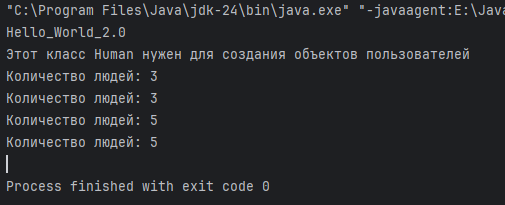 "C:\Program Files\Java\jdk-24\bin\java.exe" "-javaagent:E:\Java
Hello_World_2.0
Этот класс Human нужен для создания объектов пользователей
Количество людей: 3
Количество людей: 3
Количество людей: 5
Количество людей: 5
Process finished with exit code 0